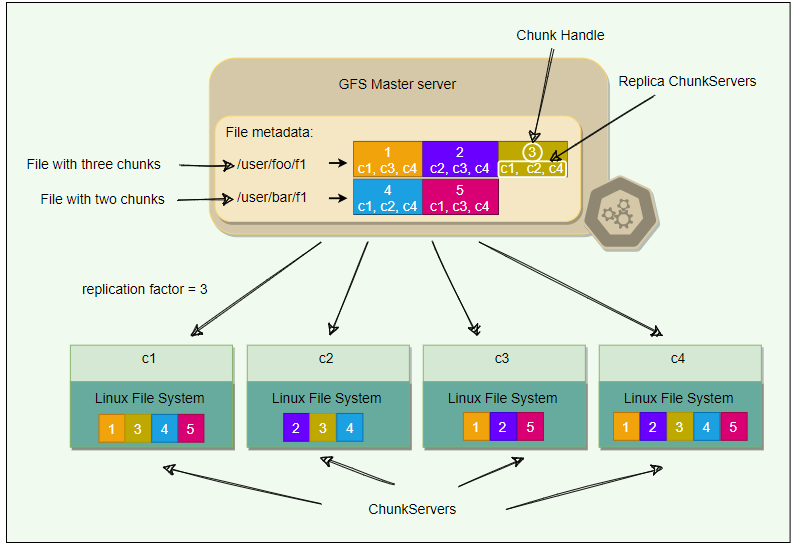 Chunk Handle
GFS Master server
Replica ChunkServers
File metadata:
1
2
3
File with three chunks
/user/foo/f1
c1, c3, c4
c2, c3, c4
c1, c2, c4
File with two chunks
/user/bar/f1
4
5
c1, c2, c4
c1, c3, c4
replication factor = 3
c1
c2
c3
c4
Linux File System
Linux File System
Linux File System
Linux File System
1 3 4 5
2 3 4
1 2 5
1 2 3 4 5
ChunkServers